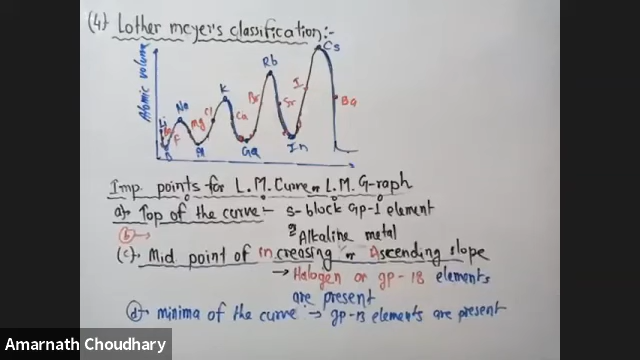 (4) Lother meyer's classification:-
Atomic volume
Li
Be
B
F
Na
Mg
Al
Cl
K
Ca
Ga
Br
Rb
Sr
In
I
Cs
Ba
Imp. points for L.M. Curve or L.M. Graph
a) Top of the curve - s-block gp-1 element
Alkaline metal
(b) →
(c) Mid point of Increasing or Ascending slope
→ Halogen or gp-18 elements
are present
(d) minima of the curve → gp-13 elements are present
Amarnath Choudhary